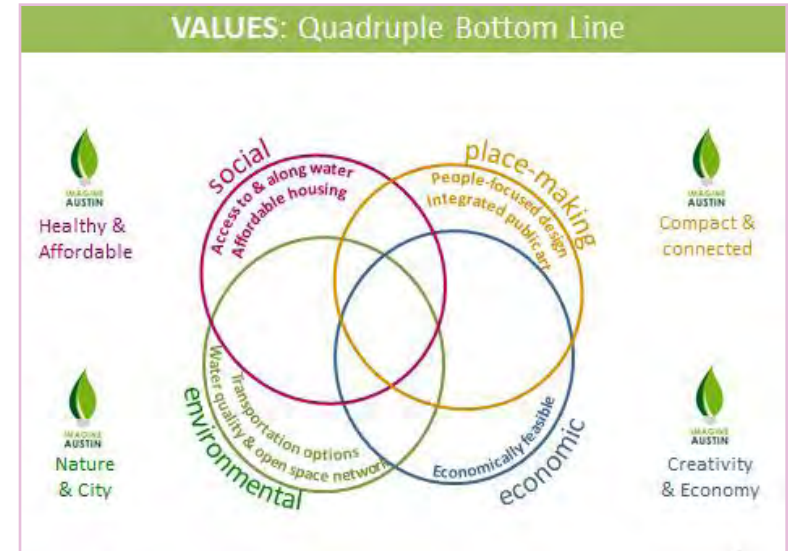 VALUES: Quadruple Bottom Line
IMAGINE
AUSTIN
Healthy &
Affordable
social
Access to & along water
Affordable housing
place-making
People-focused design
Integrated public art
IMAGINE
AUSTIN
Compact &
connected
IMAGINE
AUSTIN
Nature
& City
environmental
Transportation options
Water quality & open space network
Economically feasible
economic
IMAGINE
AUSTIN
Creativity
& Economy